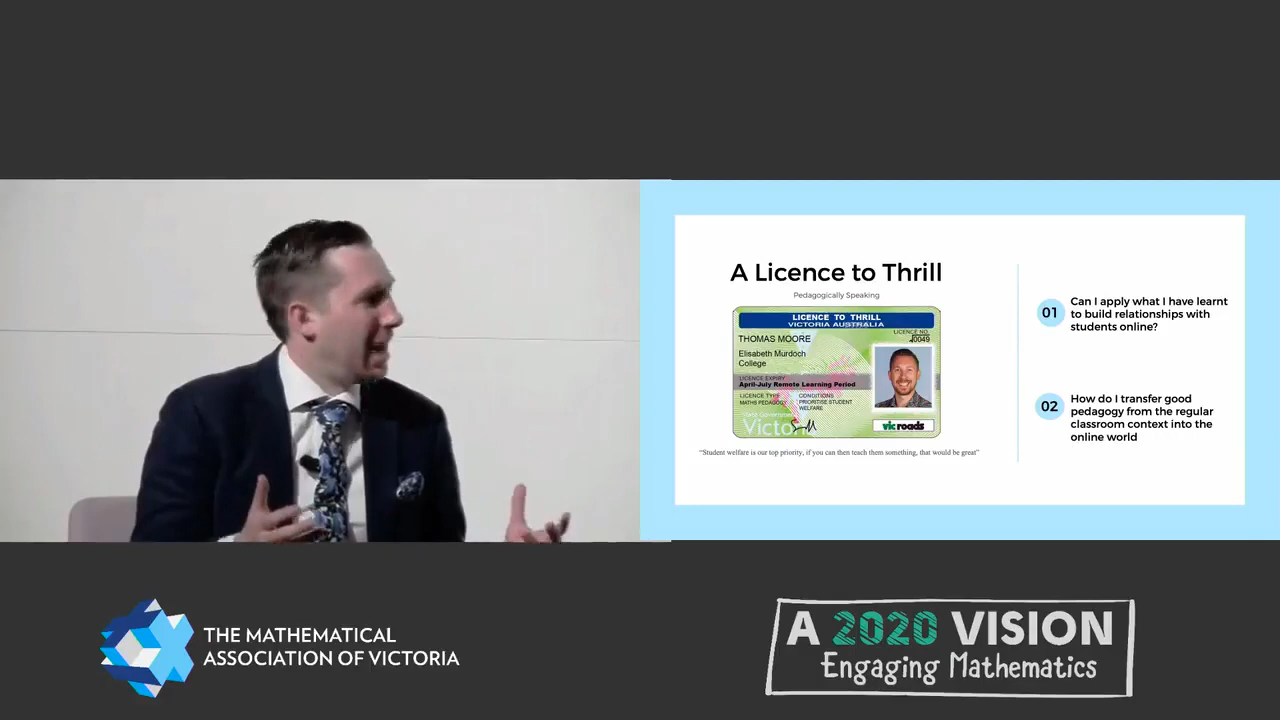 A Licence to Thrill
Pedagogically Speaking
LICENCE TO THRILL
VICTORIA AUSTRALIA
LICENCE NO.
THOMAS MOORE
Elisabeth Murdoch
College
LICENCE EXPIRY
April-July Remote Learning Period
LICENCE TYPE
MATHS PEDAGOGY
CONDITIONS
PRIORITISE STUDENT
WELFARE
State Government
Victoria
vic roads
"Student welfare is our top priority, if you can then teach them something, that would be great"
01
Can I apply what I have learnt
to build relationships with
students online?
02
How do I transfer good
pedagogy from the regular
classroom context into the
online world
THE MATHEMATICAL
ASSOCIATION OF VICTORIA
A 2020 VISION
Engaging Mathematics